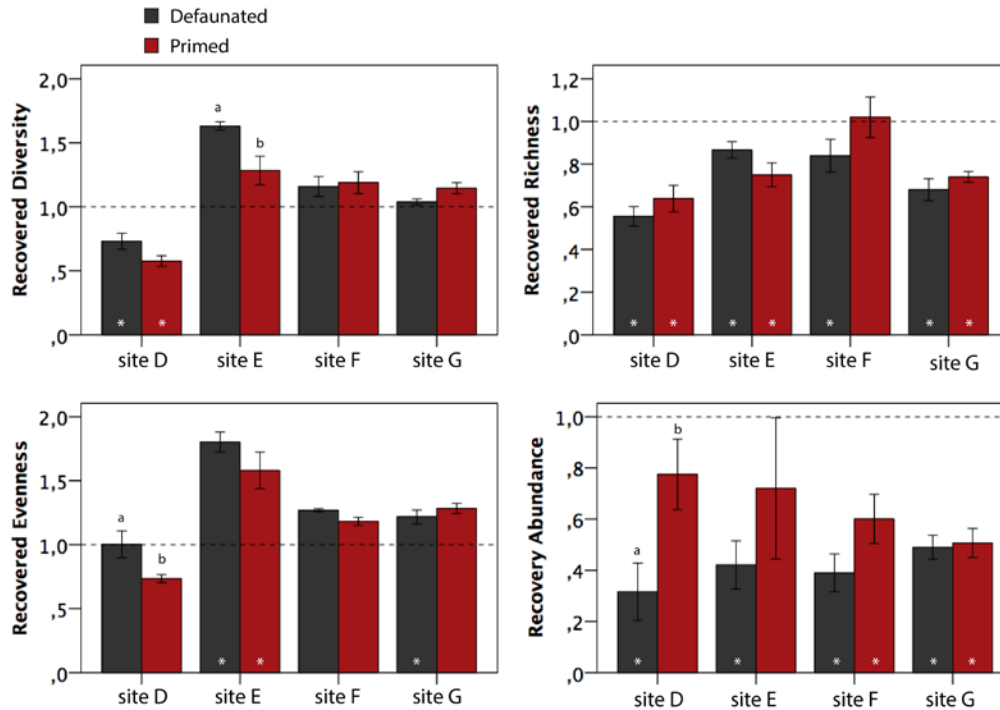 Defaunated
Primed
Recovered Diversity
2,0
1,5
1,0
,5
,0
a
b
* *
site D site E site F site G
Recovered Richness
1,2
1,0
,8
,6
,4
,2
,0
* * * * * * *
site D site E site F site G
Recovered Evenness
2,0
1,5
1,0
,5
,0
a
b
* * *
site D site E site F site G
Recovery Abundance
1,0
,8
,6
,4
,2
,0
b
a
* * * * * *
site D site E site F site G